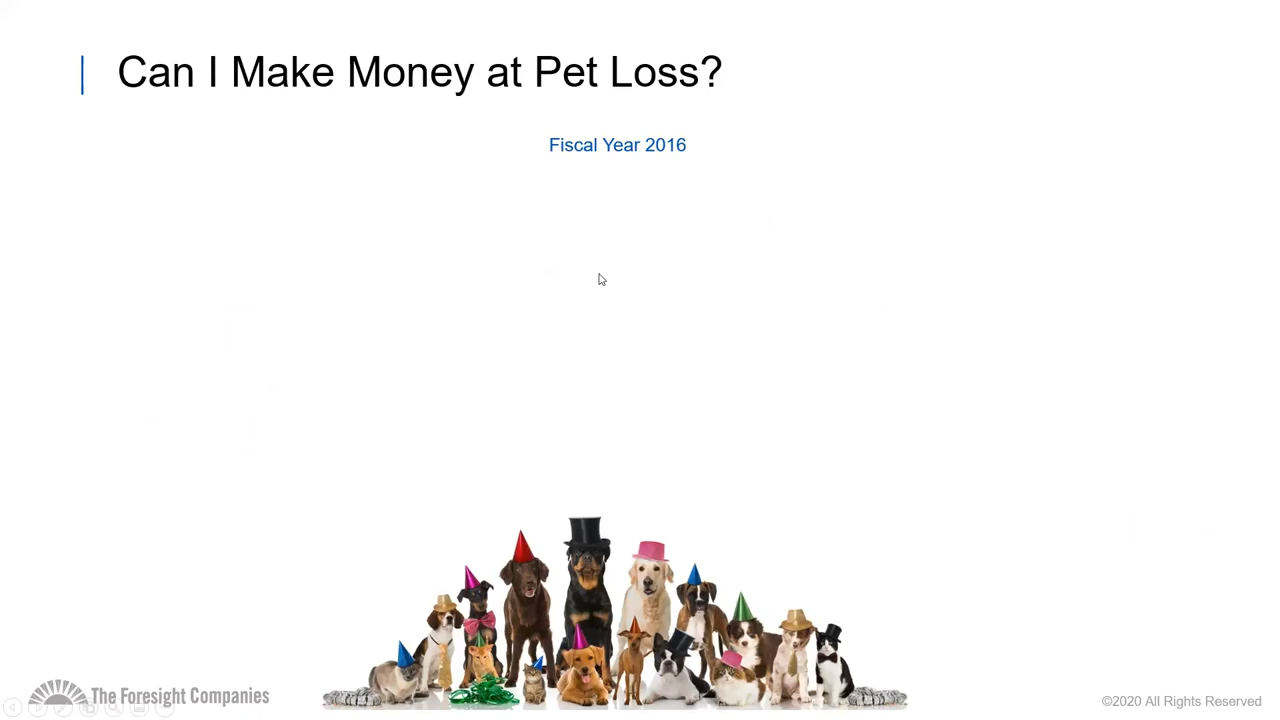 Can I Make Money at Pet Loss?
Fiscal Year 2016
The Foresight Companies
©2020 All Rights Reserved